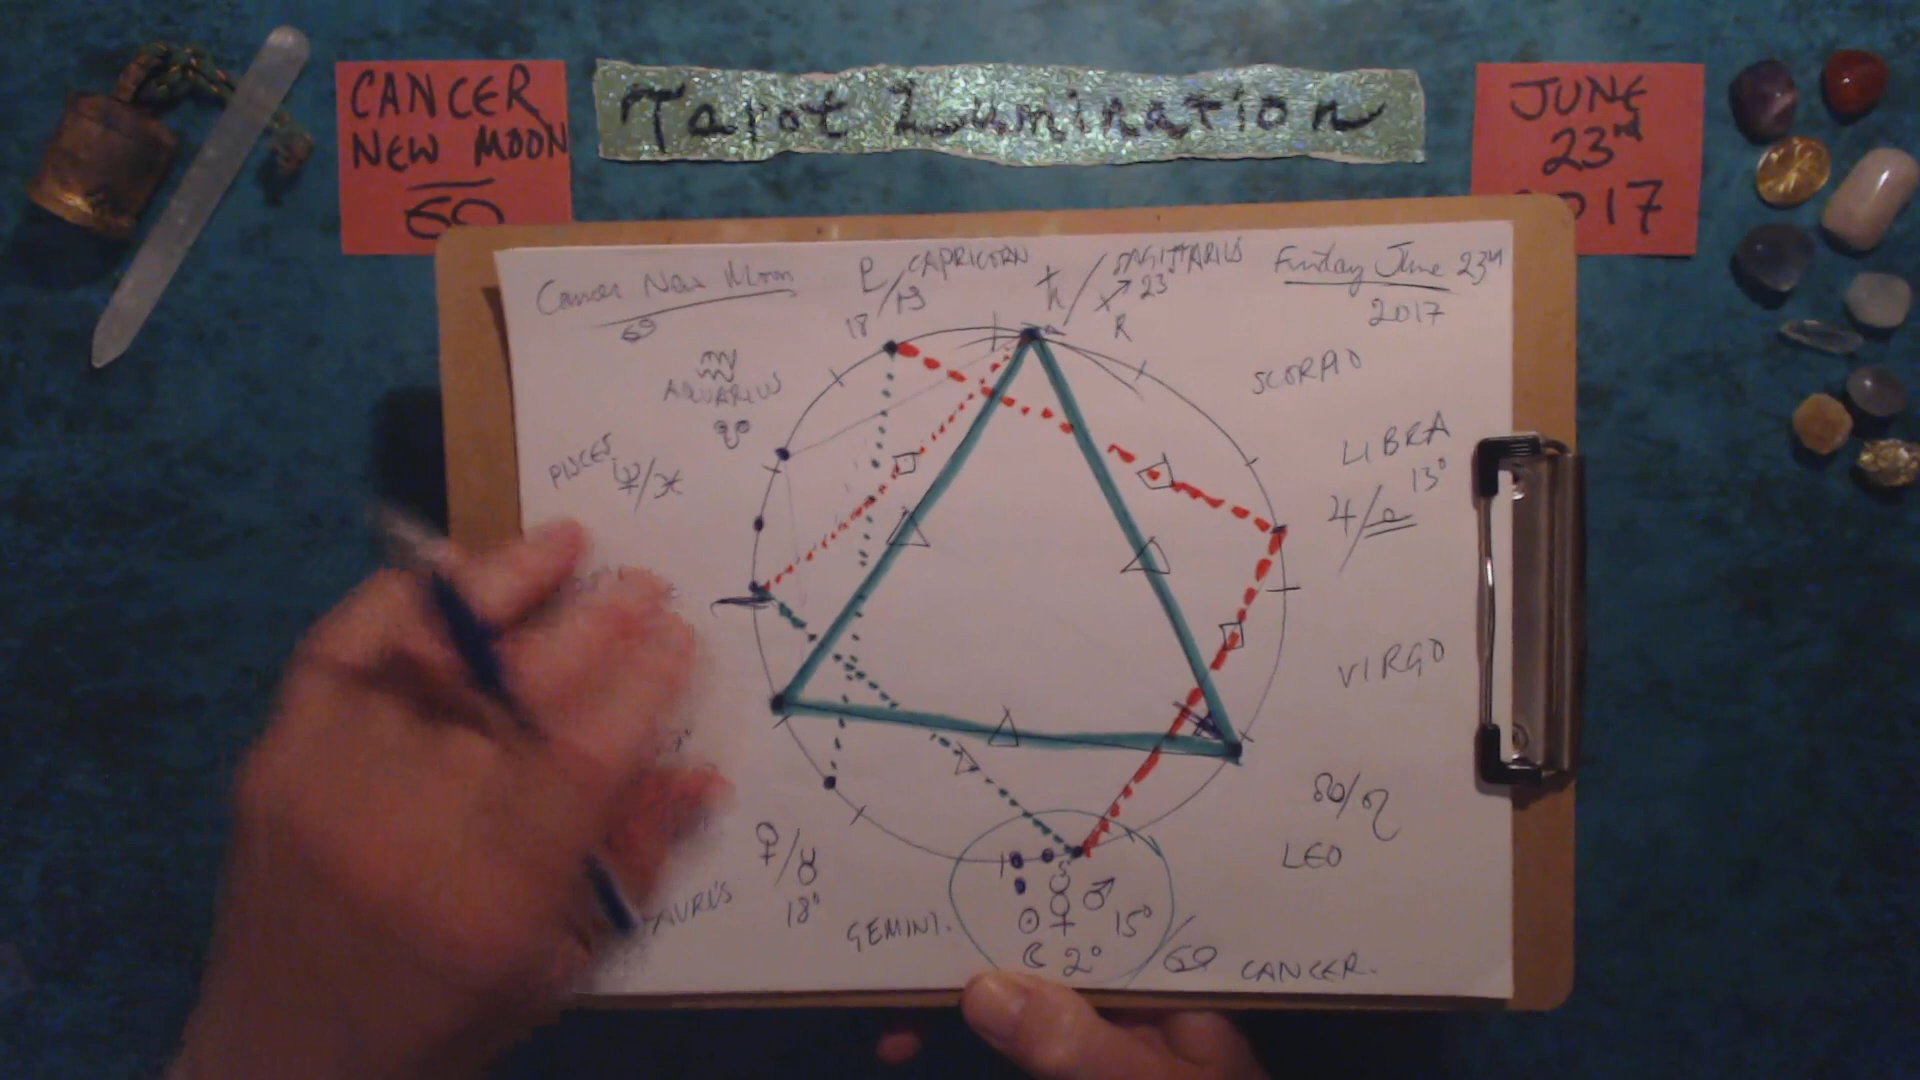 CANCER
NEW MOON
♋
Tarot Lumination
JUNE
23rd
2017
Cancer New Moon
♋
P/♑ CAPRICORN
18
♄/♐ SAGITTARIUS
23°
R
Friday June 23rd
2017
♒
AQUARIUS
SCORPIO
PISCES
♆/♓
LIBRA
13°
♃/♎
VIRGO
♀/♉
18°
TAURUS
GEMINI.
☊/♌
LEO
☿ ♂
☉ 15°
☾ 2°
/♋ CANCER.